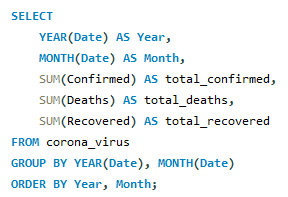 SELECT
YEAR(Date) AS Year,
MONTH(Date) AS Month,
SUM(Confirmed) AS total_confirmed,
SUM(Deaths) AS total_deaths,
SUM(Recovered) AS total_recovered
FROM corona_virus
GROUP BY YEAR(Date), MONTH(Date)
ORDER BY Year, Month;